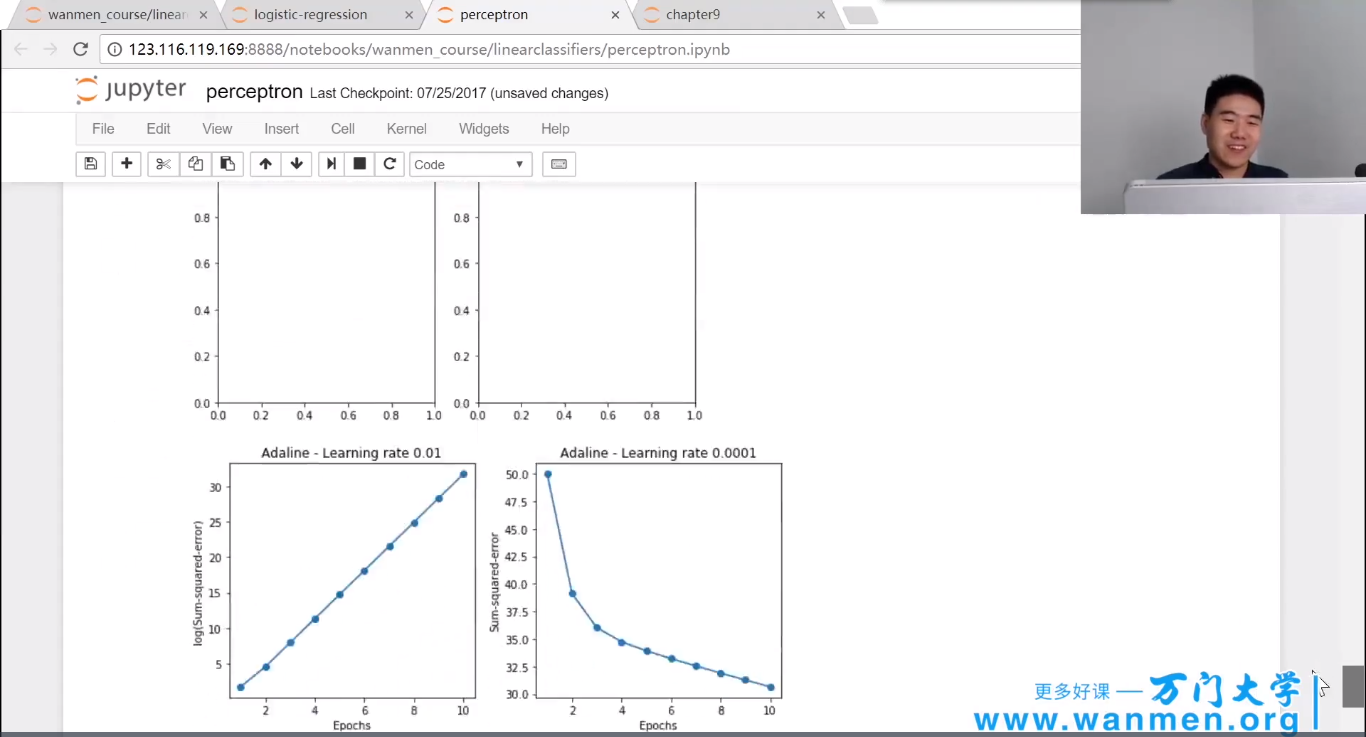 wanmen_course/linear
logistic-regression
perceptron
chapter9
123.116.119.169:8888/notebooks/wanmen_course/linearclassifiers/perceptron.ipynb
jupyter perceptron Last Checkpoint: 07/25/2017 (unsaved changes)
File Edit View Insert Cell Kernel Widgets Help
Code
0.8
0.6
0.4
0.2
0.0
0.0 0.2 0.4 0.6 0.8 1.0
0.8
0.6
0.4
0.2
0.0
0.0 0.2 0.4 0.6 0.8 1.0
Adaline - Learning rate 0.01
log(Sum-squared-error)
30
25
20
15
10
5
2 4 6 8 10
Epochs
Adaline - Learning rate 0.0001
Sum-squared-error
50.0
47.5
45.0
42.5
40.0
37.5
35.0
32.5
30.0
2 4 6 8 10
Epochs
更多好课 — 万门大学
www.wanmen.org